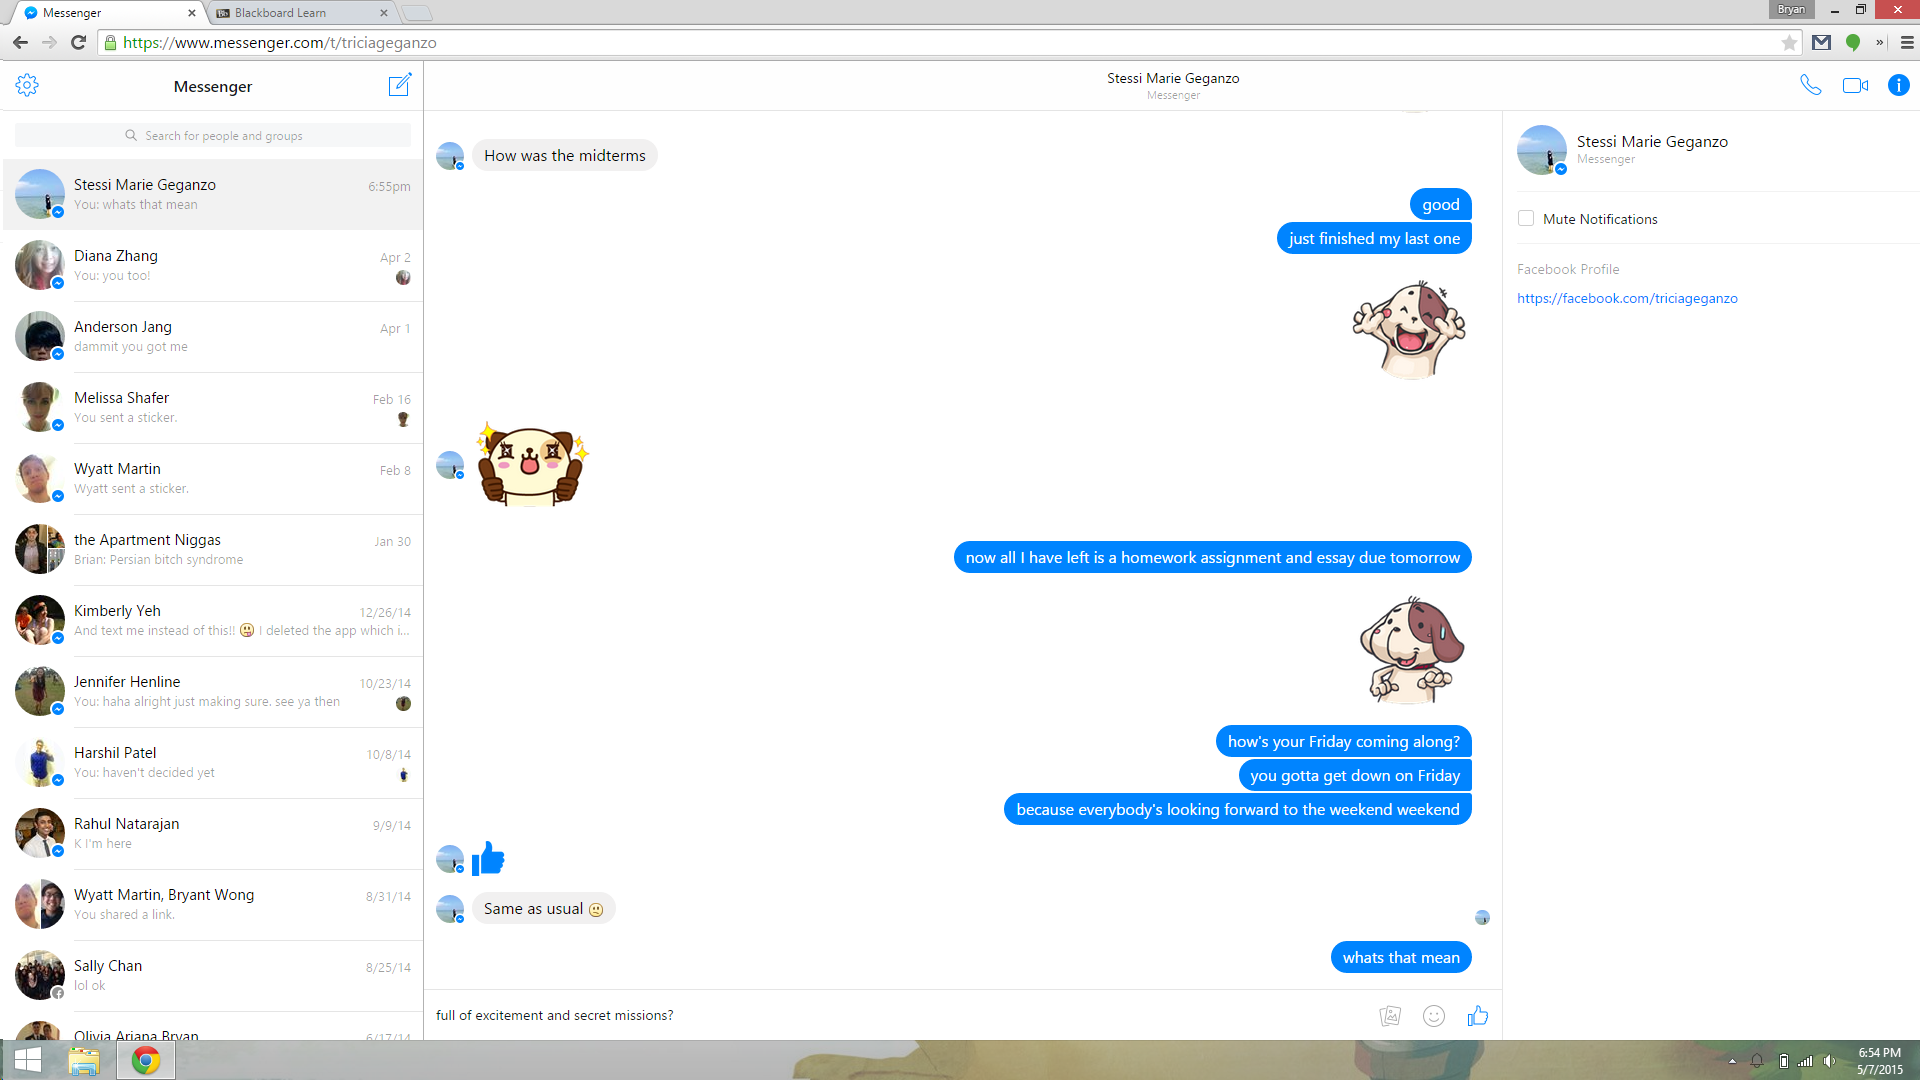 Messenger
Blackboard Learn
Bryan
https://www.messenger.com/t/triciageganzo
Messenger
Search for people and groups
Stessi Marie Geganzo
6:55pm
You: whats that mean
Diana Zhang
Apr 2
You: you too!
Anderson Jang
Apr 1
dammit you got me
Melissa Shafer
Feb 16
You sent a sticker.
Wyatt Martin
Feb 8
Wyatt sent a sticker.
the Apartment Niggas
Jan 30
Brian: Persian bitch syndrome
Kimberly Yeh
12/26/14
And text me instead of this!! 😜 I deleted the app which i...
Jennifer Henline
10/23/14
You: haha alright just making sure. see ya then
Harshil Patel
10/8/14
You: haven't decided yet
Rahul Natarajan
9/9/14
K I'm here
Wyatt Martin, Bryant Wong
8/31/14
You shared a link.
Sally Chan
8/25/14
lol ok
Olivia Ariana Bryan
6/17/14
Stessi Marie Geganzo
Messenger
How was the midterms
good
just finished my last one
now all I have left is a homework assignment and essay due tomorrow
how's your Friday coming along?
you gotta get down on Friday
because everybody's looking forward to the weekend weekend
Same as usual
whats that mean
full of excitement and secret missions?
Stessi Marie Geganzo
Messenger
Mute Notifications
Facebook Profile
https://facebook.com/triciageganzo
6:54 PM
5/7/2015